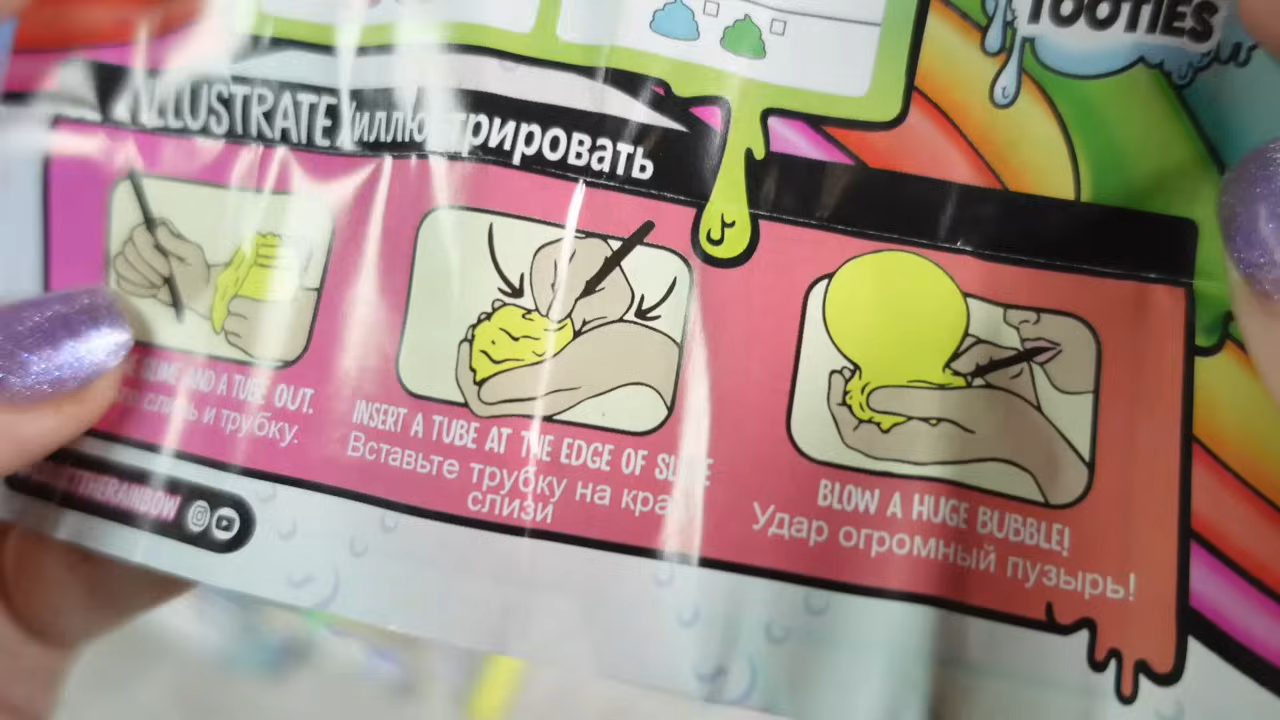 TOOTIES
ILLUSTRATE/иллюстрировать
SLIME AND A TUBE OUT.
слизь и трубку.
INSERT A TUBE AT THE EDGE OF SLIME
Вставьте трубку на кра
слизи
BLOW A HUGE BUBBLE!
Удар огромный пузырь!
THERAINBOW